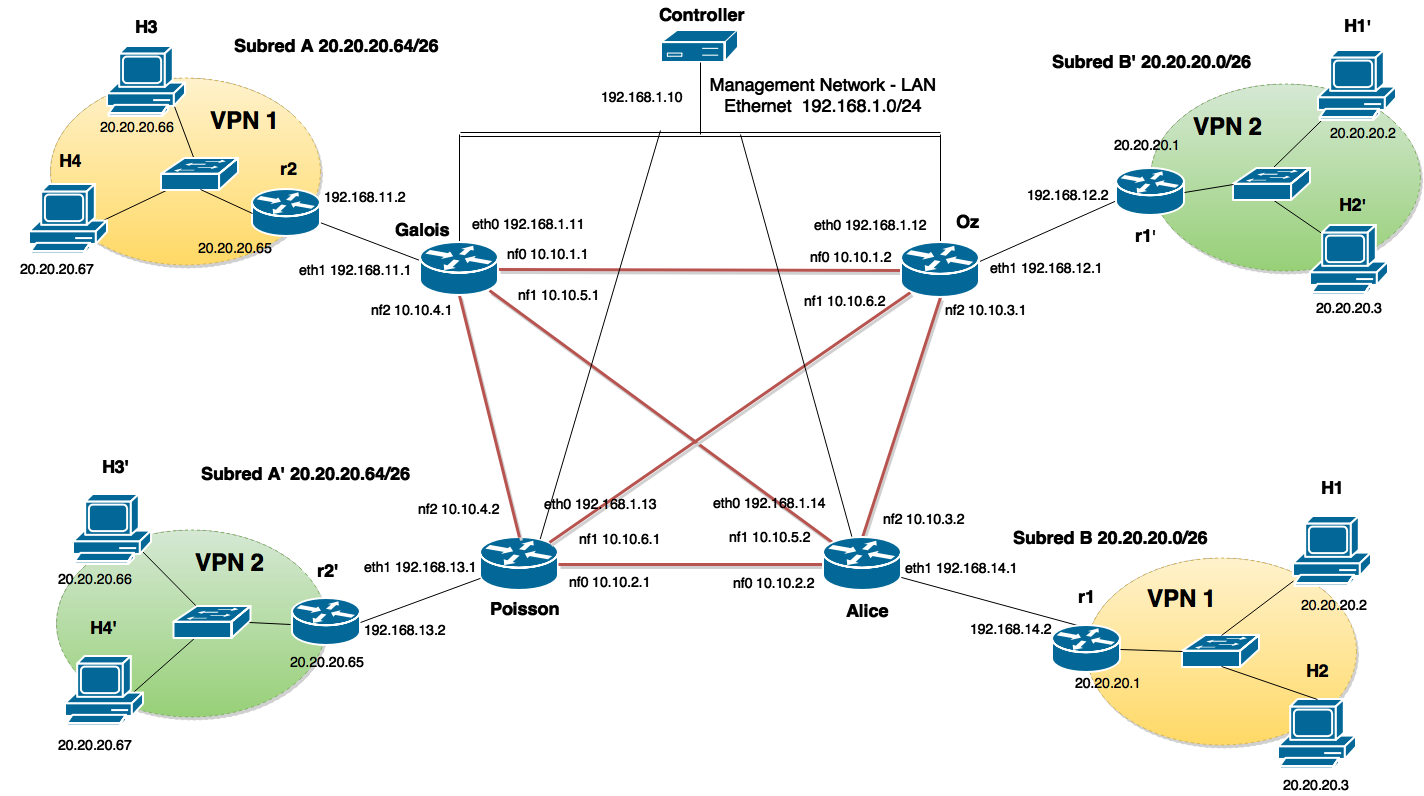 Controller
H3
Subred A 20.20.20.64/26
H1'
Subred B' 20.20.20.0/26
Management Network - LAN
Ethernet 192.168.1.0/24
192.168.1.10
VPN 1
20.20.20.66
VPN 2
20.20.20.2
20.20.20.1
H4
r2
192.168.11.2
192.168.12.2
H2'
eth0 192.168.1.11
eth0 192.168.1.12
Oz
Galois
r1'
20.20.20.65
nf0 10.10.1.1
nf0 10.10.1.2
20.20.20.67
eth1 192.168.11.1
eth1 192.168.12.1
nf1 10.10.5.1
nf1 10.10.6.2
nf2 10.10.4.1
nf2 10.10.3.1
20.20.20.3
H3'
Subred A' 20.20.20.64/26
H1
nf2 10.10.4.2
eth0 192.168.1.13
eth0 192.168.1.14
nf2 10.10.3.2
nf1 10.10.6.1
nf1 10.10.5.2
Subred B 20.20.20.0/26
VPN 2
r2'
20.20.20.66
eth1 192.168.13.1
nf0 10.10.2.1
nf0 10.10.2.2
eth1 192.168.14.1
r1
VPN 1
20.20.20.2
Poisson
Alice
H4'
192.168.13.2
192.168.14.2
20.20.20.65
H2
20.20.20.1
20.20.20.67
20.20.20.3